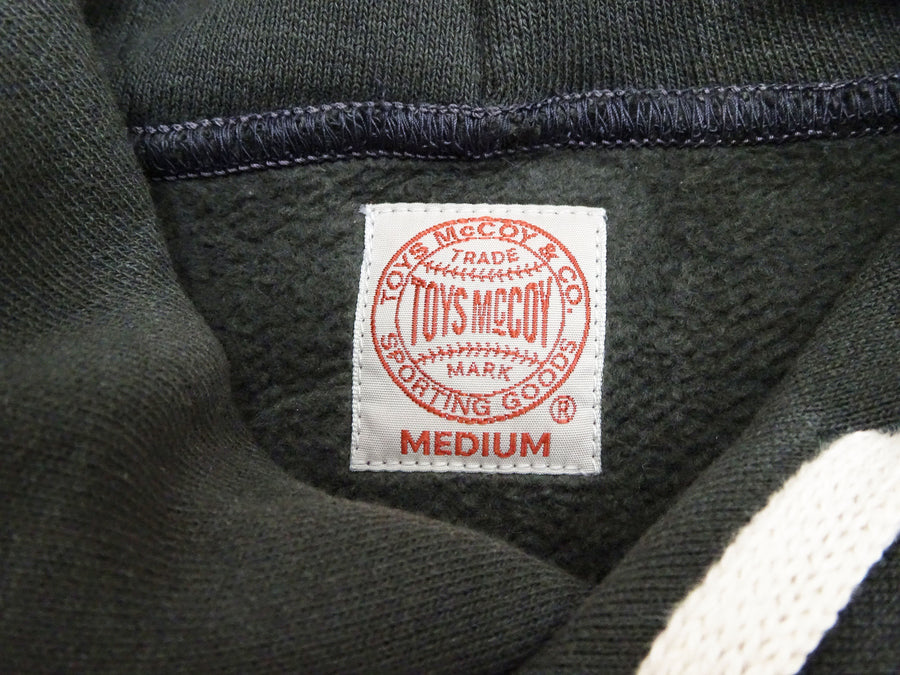 TOYS McCOY & CO.
TRADE
TOYS McCOY
MARK
SPORTING GOODS
®
MEDIUM